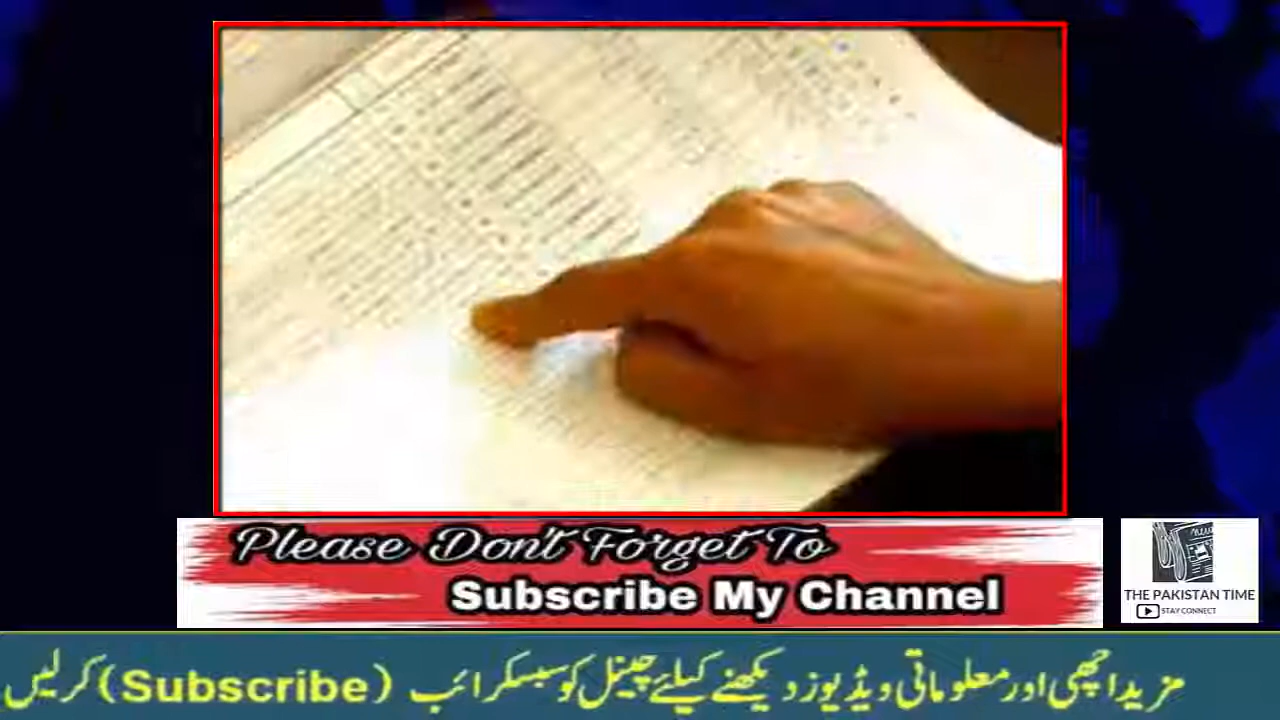 Please Don't Forget To
Subscribe My Channel
THE PAKISTAN TIME
STAY CONNECT
مزید اچھی اور معلوماتی ویڈیوز دیکھنے کیلئے چینل کو سبسکرائب (Subscribe) کرلیں